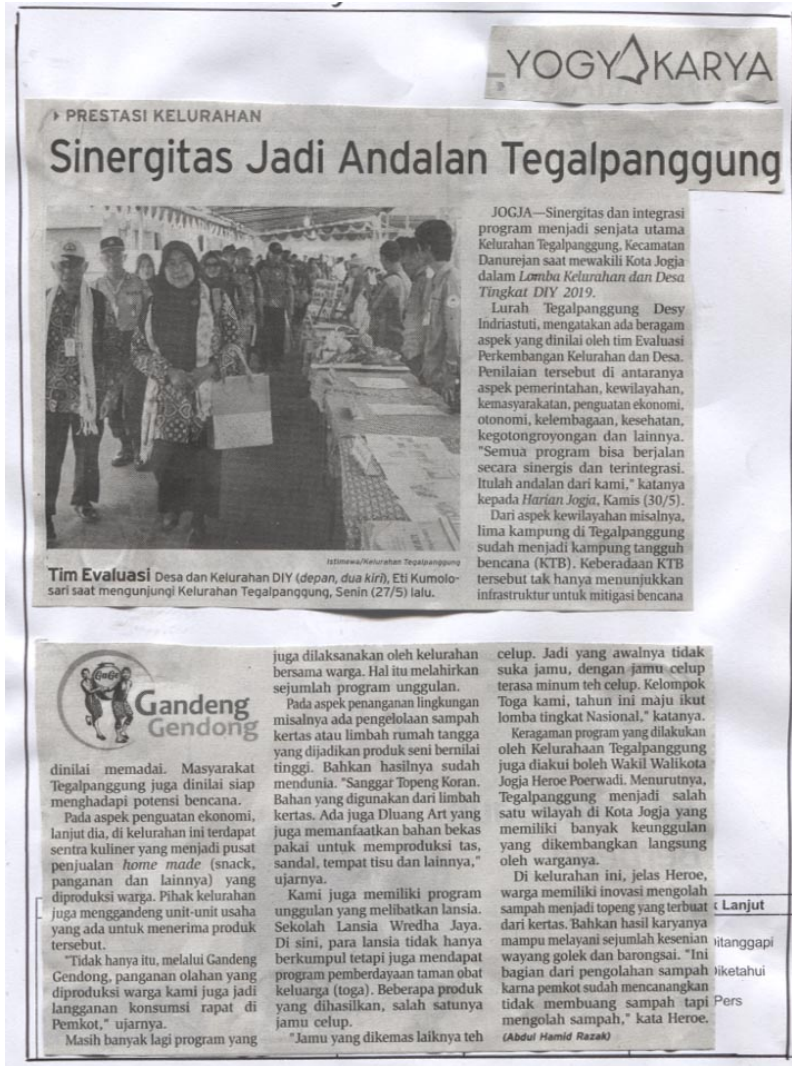 YOGYAKARYA
PRESTASI KELURAHAN
Sinergitas Jadi Andalan Tegalpanggung
JOGJA—Sinergitas dan integrasi
program menjadi senjata utama
Kelurahan Tegalpanggung, Kecamatan
Danurejan saat mewakili Kota Jogja
dalam Lomba Kelurahan dan Desa
Tingkat DIY 2019.
Lurah Tegalpanggung Desy
Indriastuti, mengatakan ada beragam
aspek yang dinilai oleh tim Evaluasi
Perkembangan Kelurahan dan Desa.
Penilaian tersebut di antaranya
aspek pemerintahan, kewilayahan,
kemasyarakatan, penguatan ekonomi,
otonomi, kelembagaan, kesehatan,
kegotongroyongan dan lainnya.
"Semua program bisa berjalan
secara sinergis dan terintegrasi.
Itulah andalan dari kami," katanya
kepada Harian Jogja, Kamis (30/5).
Dari aspek kewilayahan misalnya,
lima kampung di Tegalpanggung
sudah menjadi kampung tangguh
bencana (KTB). Keberadaan KTB
tersebut tak hanya menunjukkan
infrastruktur untuk mitigasi bencana
Istimewa/Kelurahan Tegalpanggung
Tim Evaluasi Desa dan Kelurahan DIY (depan, dua kiri), Eti Kumolo-
sari saat mengunjungi Kelurahan Tegalpanggung, Senin (27/5) lalu.
GaGe
Gandeng
Gendong
dinilai memadai. Masyarakat
Tegalpanggung juga dinilai siap
menghadapi potensi bencana.
Pada aspek penguatan ekonomi,
lanjut dia, di kelurahan ini terdapat
sentra kuliner yang menjadi pusat
penjualan home made (snack,
panganan dan lainnya) yang
diproduksi warga. Pihak kelurahan
juga menggandeng unit-unit usaha
yang ada untuk menerima produk
tersebut.
"Tidak hanya itu, melalui Gandeng
Gendong, panganan olahan yang
diproduksi warga kami juga jadi
langganan konsumsi rapat di
Pemkot," ujarnya.
Masih banyak lagi program yang
juga dilaksanakan oleh kelurahan
bersama warga. Hal itu melahirkan
sejumlah program unggulan.
Pada aspek penanganan lingkungan
misalnya ada pengelolaan sampah
kertas atau limbah rumah tangga
yang dijadikan produk seni bernilai
tinggi. Bahkan hasilnya sudah
mendunia. "Sanggar Topeng Koran.
Bahan yang digunakan dari limbah
kertas. Ada juga Dluang Art yang
juga memanfaatkan bahan bekas
pakai untuk memproduksi tas,
sandal, tempat tisu dan lainnya,"
ujarnya.
Kami juga memiliki program
unggulan yang melibatkan lansia.
Sekolah Lansia Wredha Jaya.
Di sini, para lansia tidak hanya
berkumpul tetapi juga mendapat
program pemberdayaan taman obat
keluarga (toga). Beberapa produk
yang dihasilkan, salah satunya
jamu celup.
"Jamu yang dikemas laiknya teh
celup. Jadi yang awalnya tidak
suka jamu, dengan jamu celup
terasa minum teh celup. Kelompok
Toga kami, tahun ini maju ikut
lomba tingkat Nasional," katanya.
Keragaman program yang dilakukan
oleh Kelurahaan Tegalpanggung
juga diakui boleh Wakil Walikota
Jogja Heroe Poerwadi. Menurutnya,
Tegalpanggung menjadi salah
satu wilayah di Kota Jogja yang
memiliki banyak keunggulan
yang dikembangkan langsung
oleh warganya.
Di kelurahan ini, jelas Heroe,
warga memiliki inovasi mengolah
sampah menjadi topeng yang terbuat
dari kertas. Bahkan hasil karyanya
mampu melayani sejumlah kesenian
wayang golek dan barongsai. "Ini
bagian dari pengolahan sampah
karna pemkot sudah mencanangkan
tidak membuang sampah tapi
mengolah sampah," kata Heroe.
(Abdul Hamid Razak)
k Lanjut
Ditanggapi
Diketahui
Pers